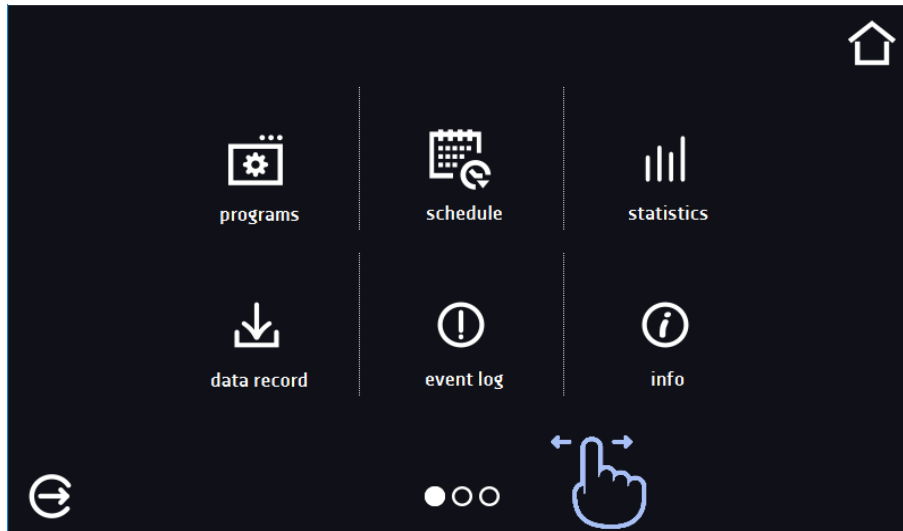 programs
schedule
statistics
data record
event log
info